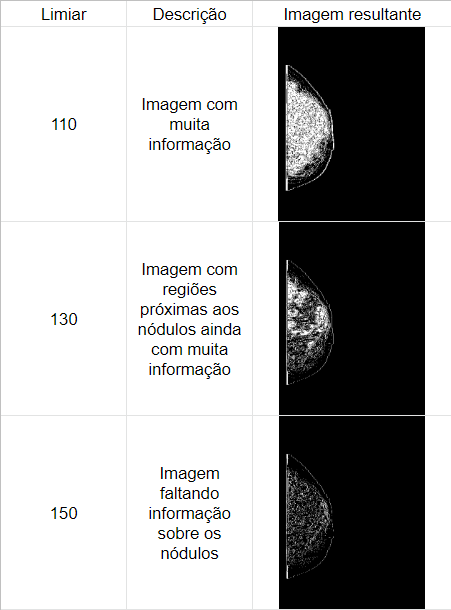 Limiar Descrição Imagem resultante
110
Imagem com
muita
informação
130
Imagem com
regiões
próximas aos
nódulos ainda
com muita
informação
150
Imagem
faltando
informação
sobre os
nódulos